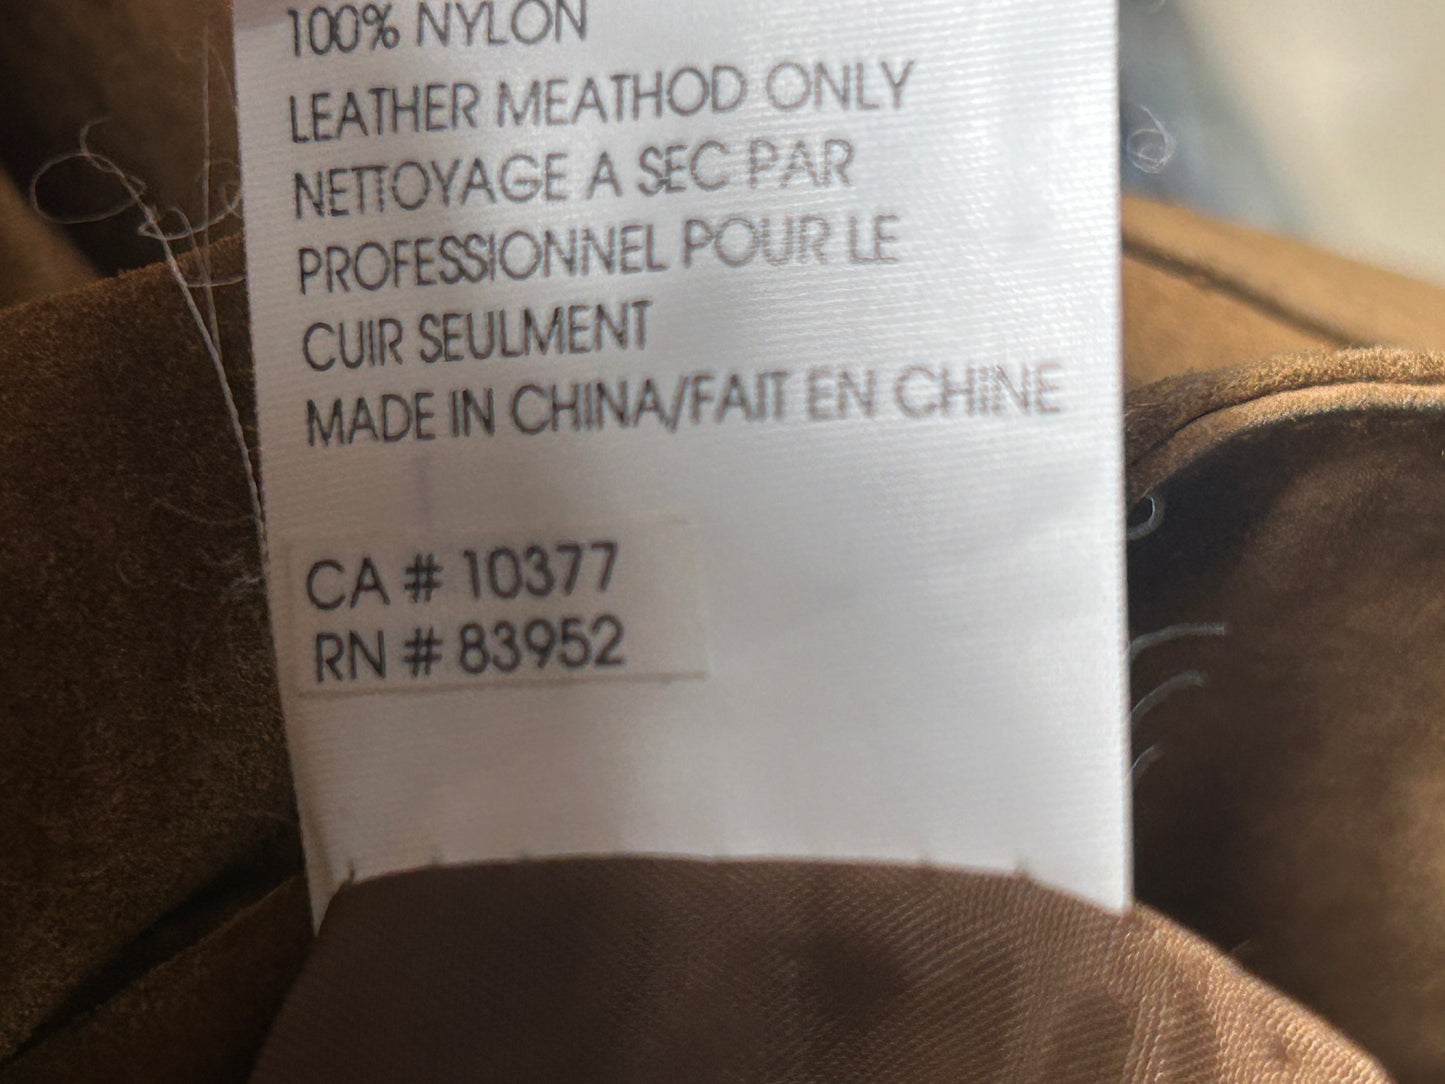 100% NYLON
LEATHER MEATHOD ONLY
NETTOYAGE A SEC PAR
PROFESSIONNEL POUR LE
CUIR SEULMENT
MADE IN CHINA/FAIT EN CHINE
CA # 10377
RN # 83952